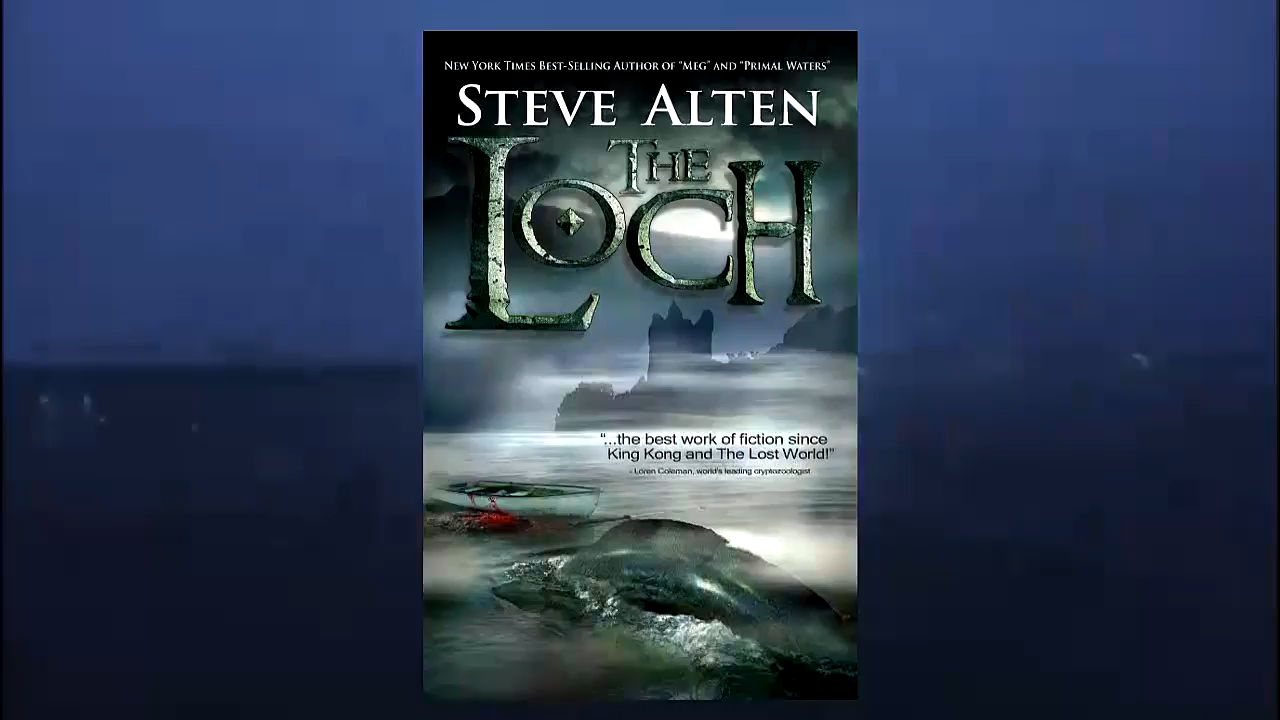 NEW YORK TIMES BEST-SELLING AUTHOR OF "MEG" AND "PRIMAL WATERS"
STEVE ALTEN
THE
LOCH
"...the best work of fiction since
King Kong and The Lost World!"
- Loren Coleman, world's leading cryptozoologist